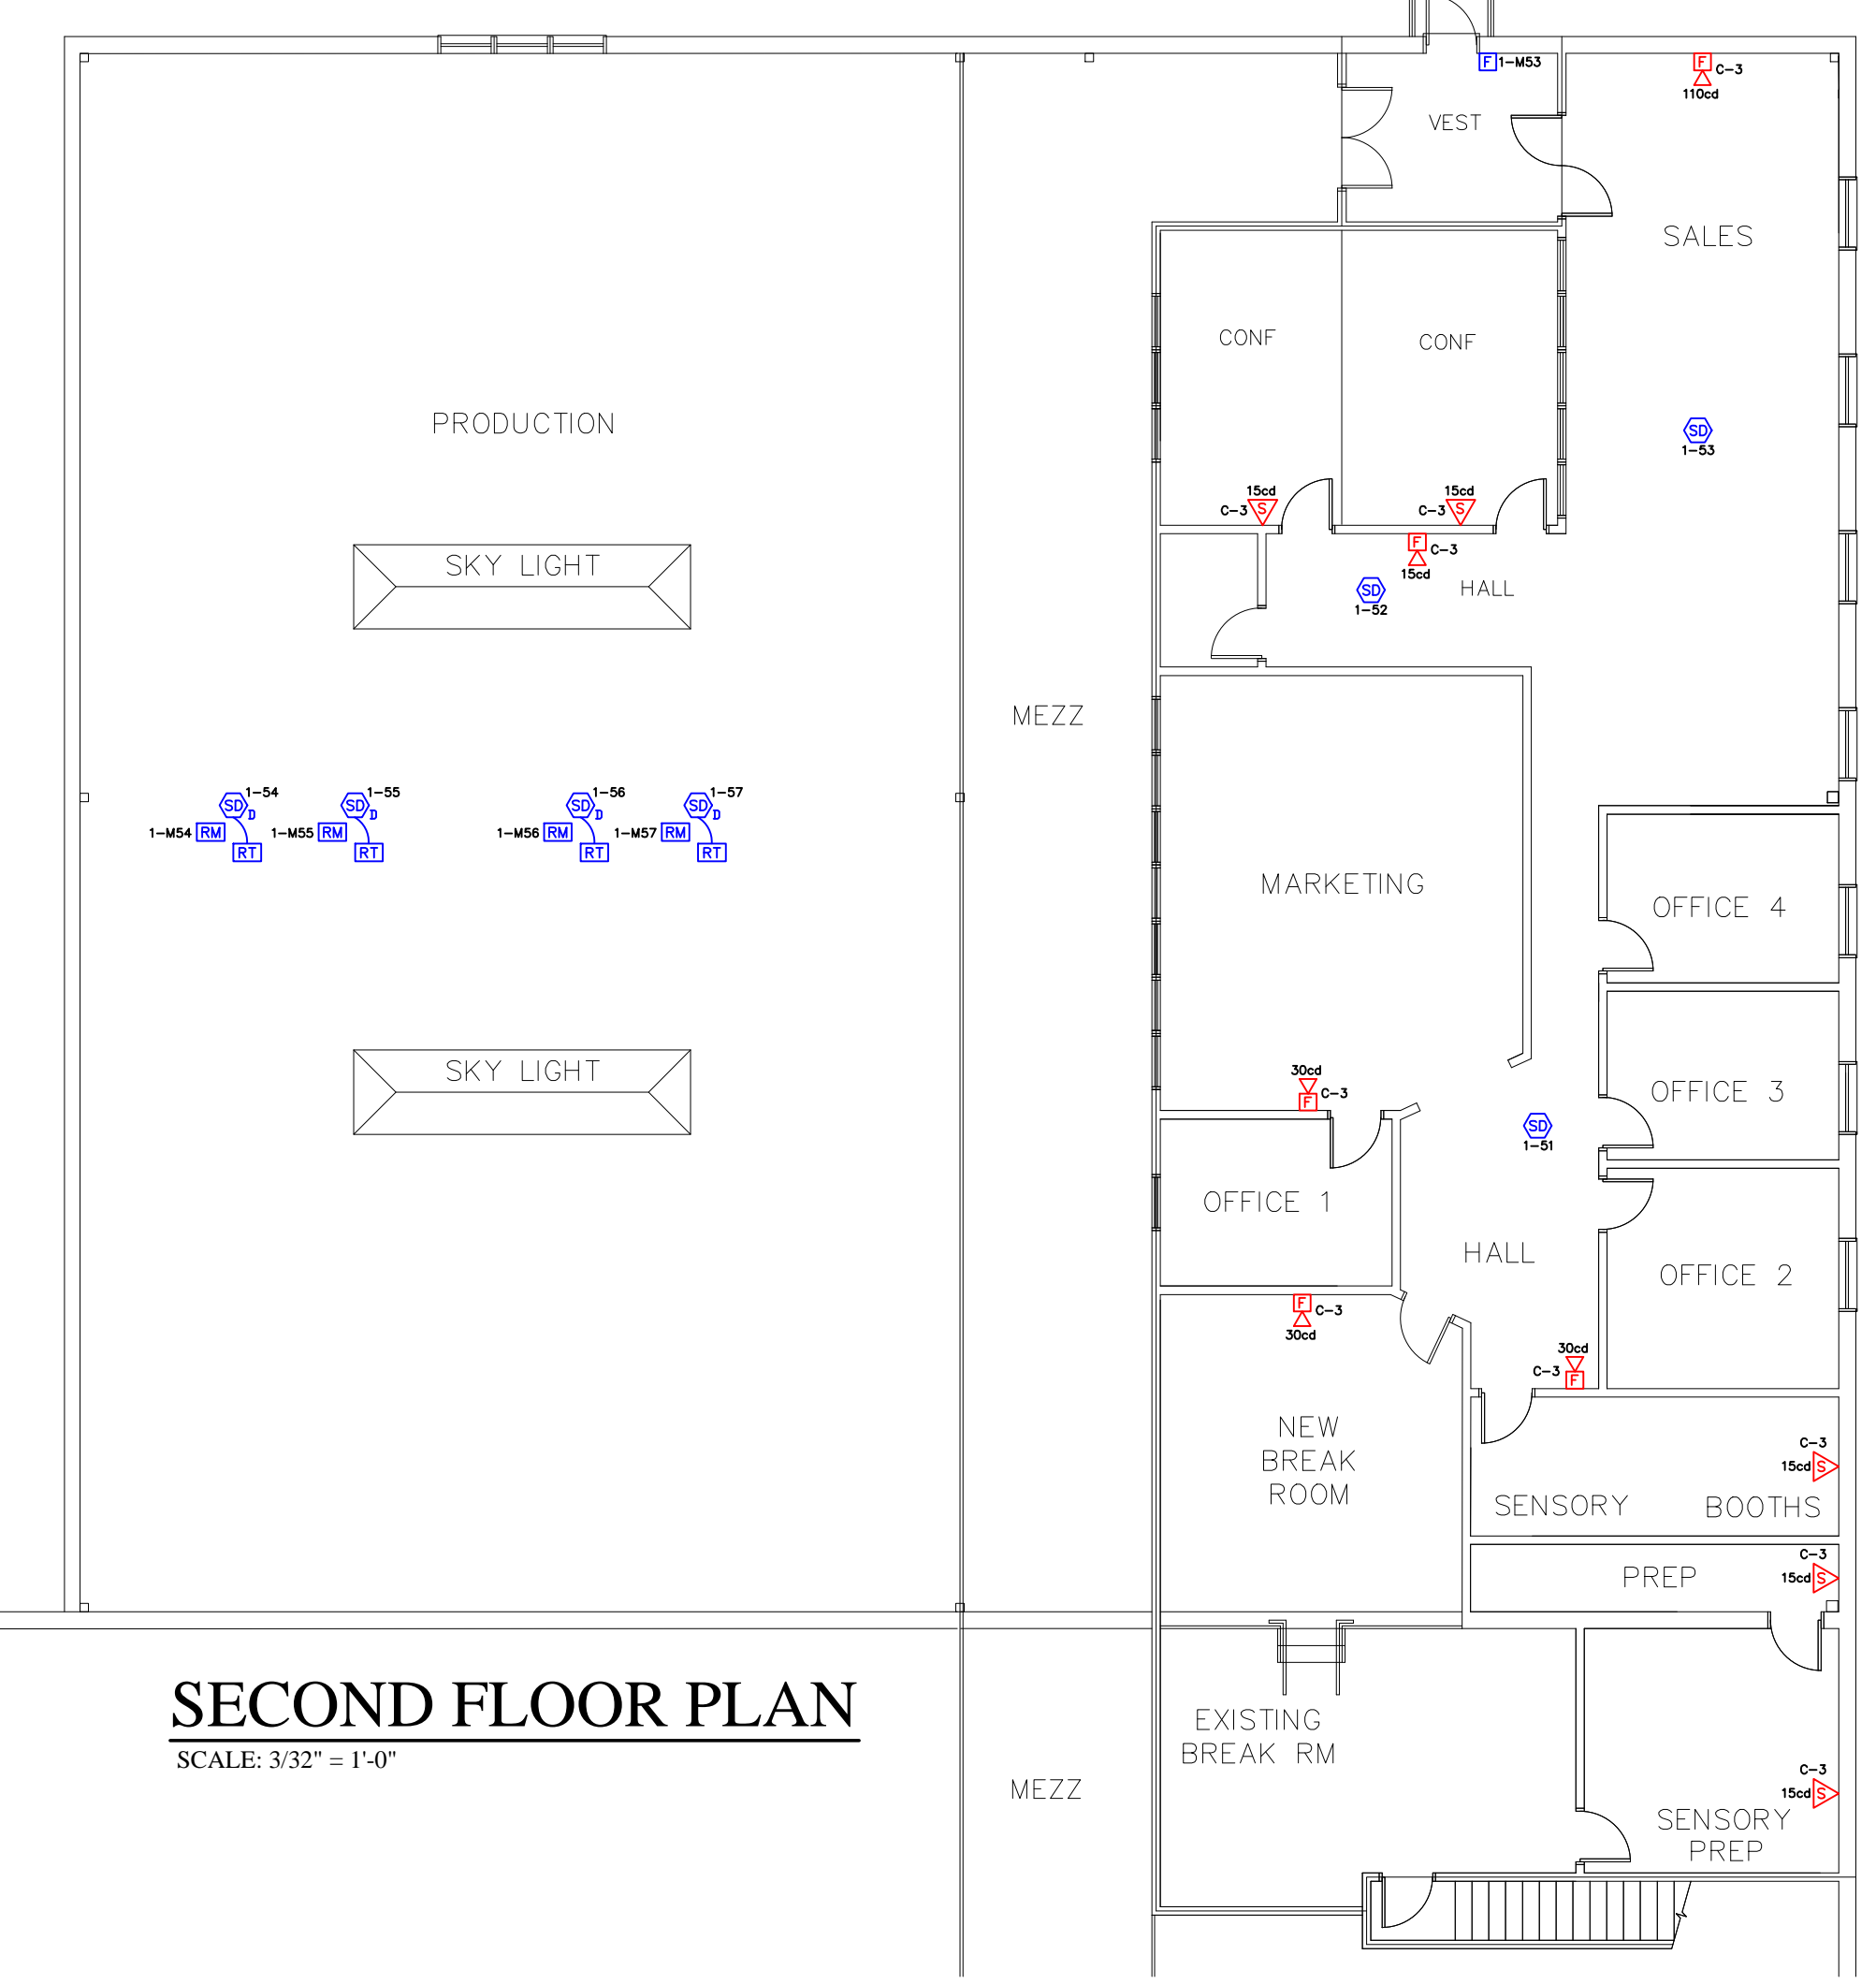 F 1-M53
F C-3
110cd
VEST
SALES
CONF
CONF
PRODUCTION
SD
1-53
15cd
C-3 S
15cd
C-3 S
F C-3
15cd
SKY LIGHT
HALL
SD
1-52
MEZZ
SD 1-54
D
1-M54 RM
RT
SD 1-55
D
1-M55 RM
RT
SD 1-56
D
1-M56 RM
RT
SD 1-57
D
1-M57 RM
RT
MARKETING
OFFICE 4
SKY LIGHT
30cd
F C-3
OFFICE 3
SD
1-51
OFFICE 1
HALL
OFFICE 2
F C-3
30cd
30cd
C-3 F
NEW
BREAK
ROOM
C-3
15cd S
SENSORY BOOTHS
C-3
15cd S
PREP
SECOND FLOOR PLAN
SCALE: 3/32" = 1'-0"
EXISTING
BREAK RM
MEZZ
C-3
15cd S
SENSORY
PREP